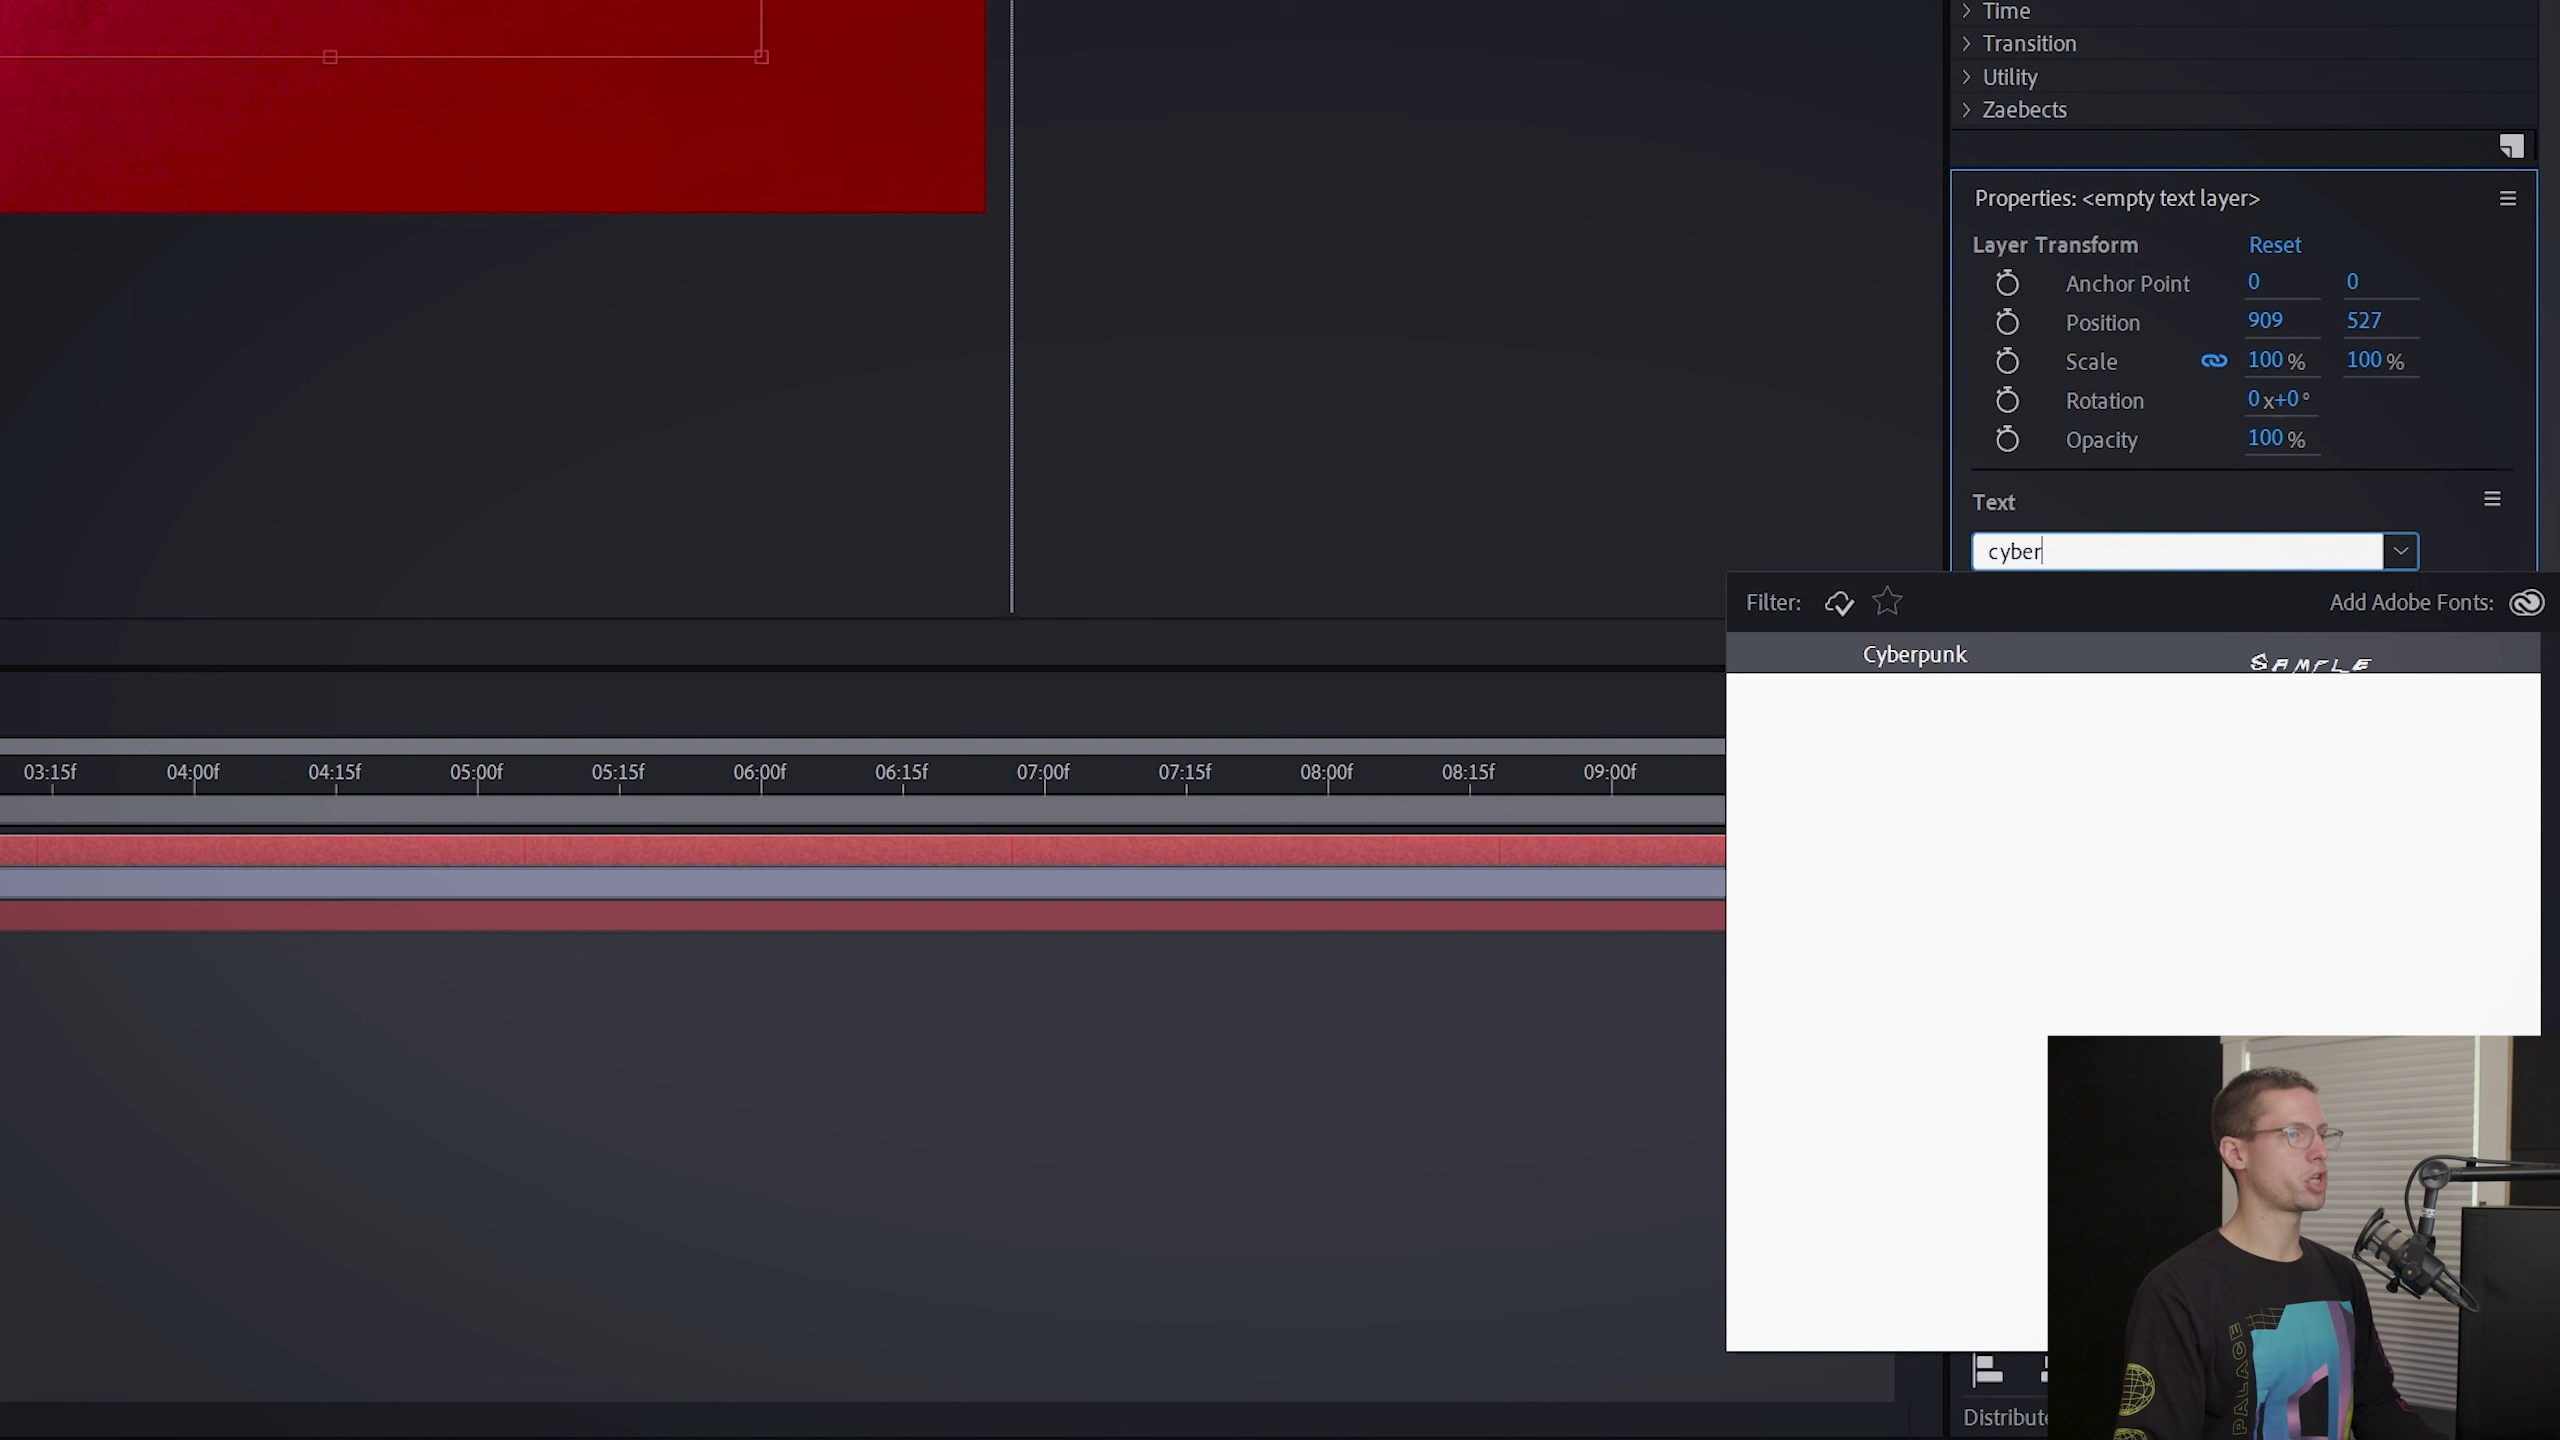 Time
Transition
Utility
Zaebects
Properties: <empty text layer>
Layer Transform Reset
Anchor Point 0 0
Position 909 527
Scale 100 % 100 %
Rotation 0x+0°
Opacity 100 %
Text
cyber
Filter: Add Adobe Fonts:
Cyberpunk SAMPLE
03:15f 04:00f 04:15f 05:00f 05:15f 06:00f 06:15f 07:00f 07:15f 08:00f 08:15f 09:00f
PALACE
Distribut